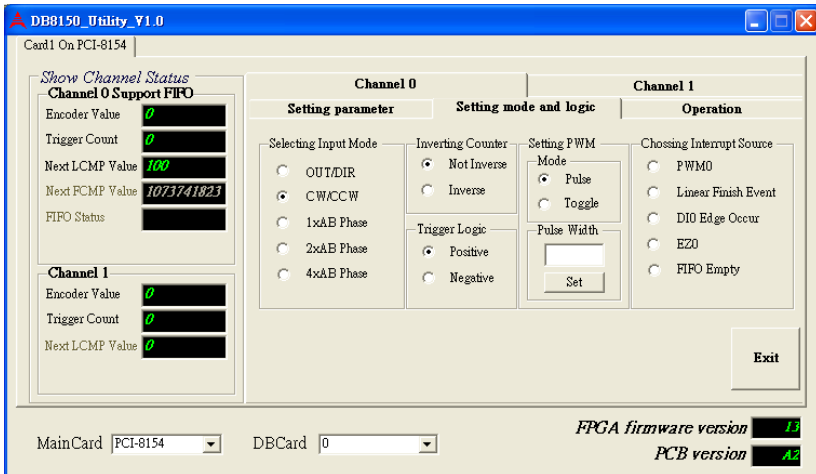 DB8150_Utility_V1.0
Card1 On PCI-8154
Show Channel Status
Channel 0 Support FIFO
Encoder Value 0
Trigger Count 0
Next LCMP Value 100
Next FCMP Value 1073741823
FIFO Status
Channel 1
Encoder Value 0
Trigger Count 0
Next LCMP Value 0
Channel 0 Channel 1
Setting parameter Setting mode and logic Operation
Selecting Input Mode
OUT/DIR
CW/CCW
1xAB Phase
2xAB Phase
4xAB Phase
Inverting Counter
Not Inverse
Inverse
Trigger Logic
Positive
Negative
Setting PWM
Mode
Pulse
Toggle
Pulse Width
Set
Chossing Interrupt Source
PWM0
Linear Finish Event
DI0 Edge Occur
EZ0
FIFO Empty
Exit
MainCard PCI-8154 DBCard 0
FPGA firmware version 13
PCB version A2